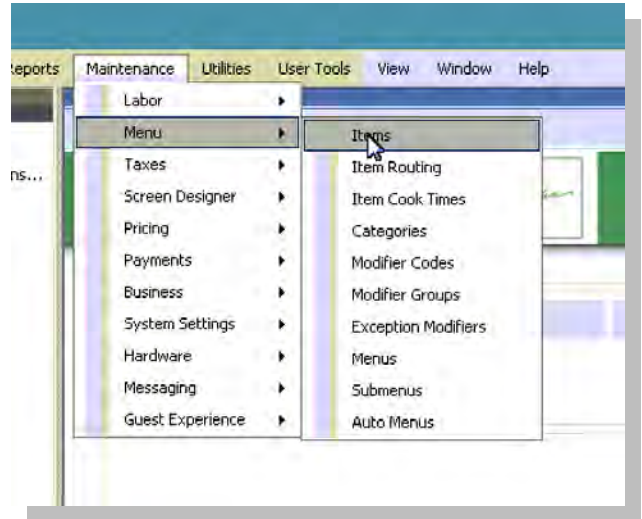 Reports Maintenance Utilities User Tools View Window Help
Labor
Menu
Taxes
Screen Designer
Pricing
Payments
Business
System Settings
Hardware
Messaging
Guest Experience
Items
Item Routing
Item Cook Times
Categories
Modifier Codes
Modifier Groups
Exception Modifiers
Menus
Submenus
Auto Menus
ns...